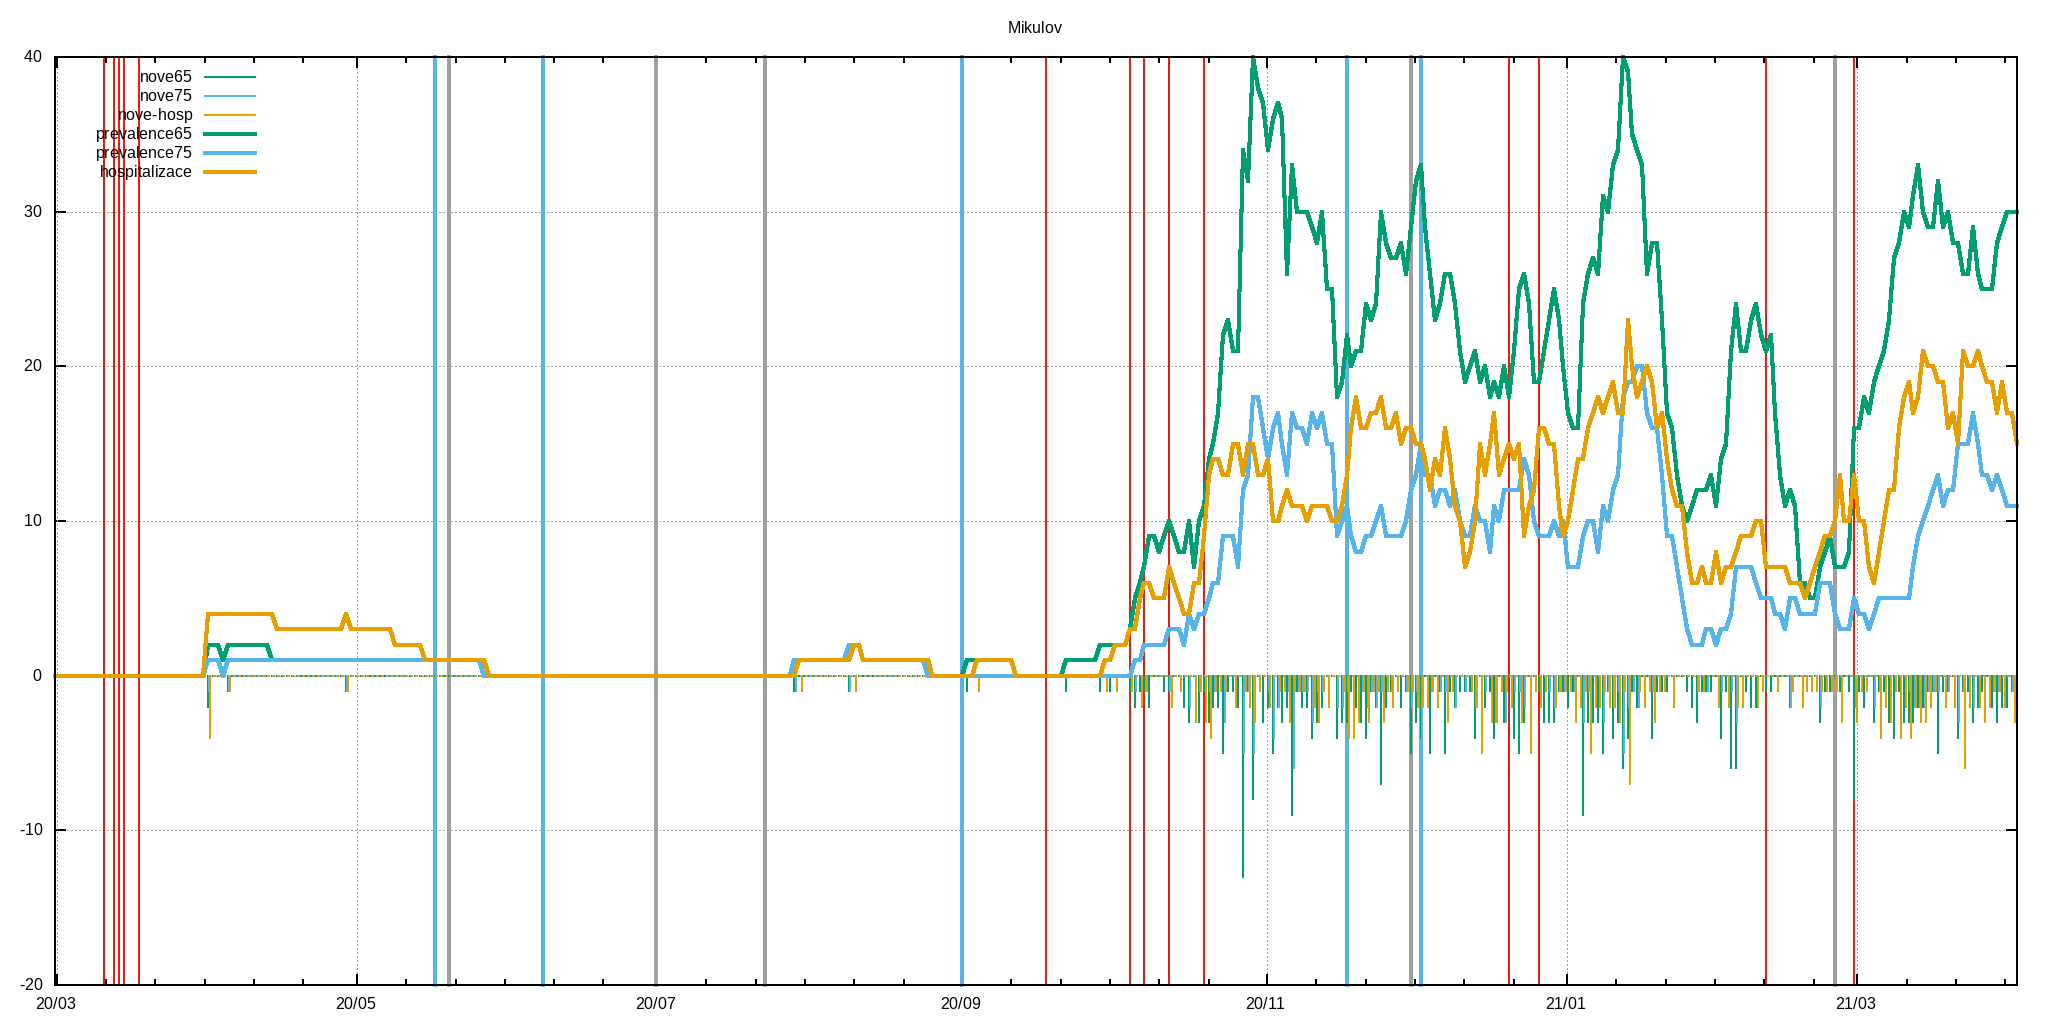 Mikulov
40
nove65
nove75
nove-hosp
prevalence65
prevalence75
hospitalizace
30
20
10
0
-10
-20
20/03 20/05 20/07 20/09 20/11 21/01 21/03